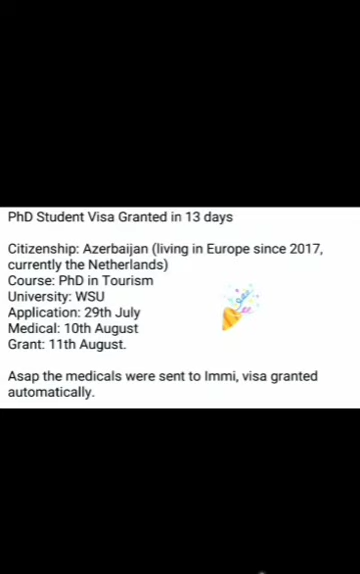 PhD Student Visa Granted in 13 days
Citizenship: Azerbaijan (living in Europe since 2017,
currently the Netherlands)
Course: PhD in Tourism
University: WSU
Application: 29th July
Medical: 10th August
Grant: 11th August.
Asap the medicals were sent to Immi, visa granted
automatically.